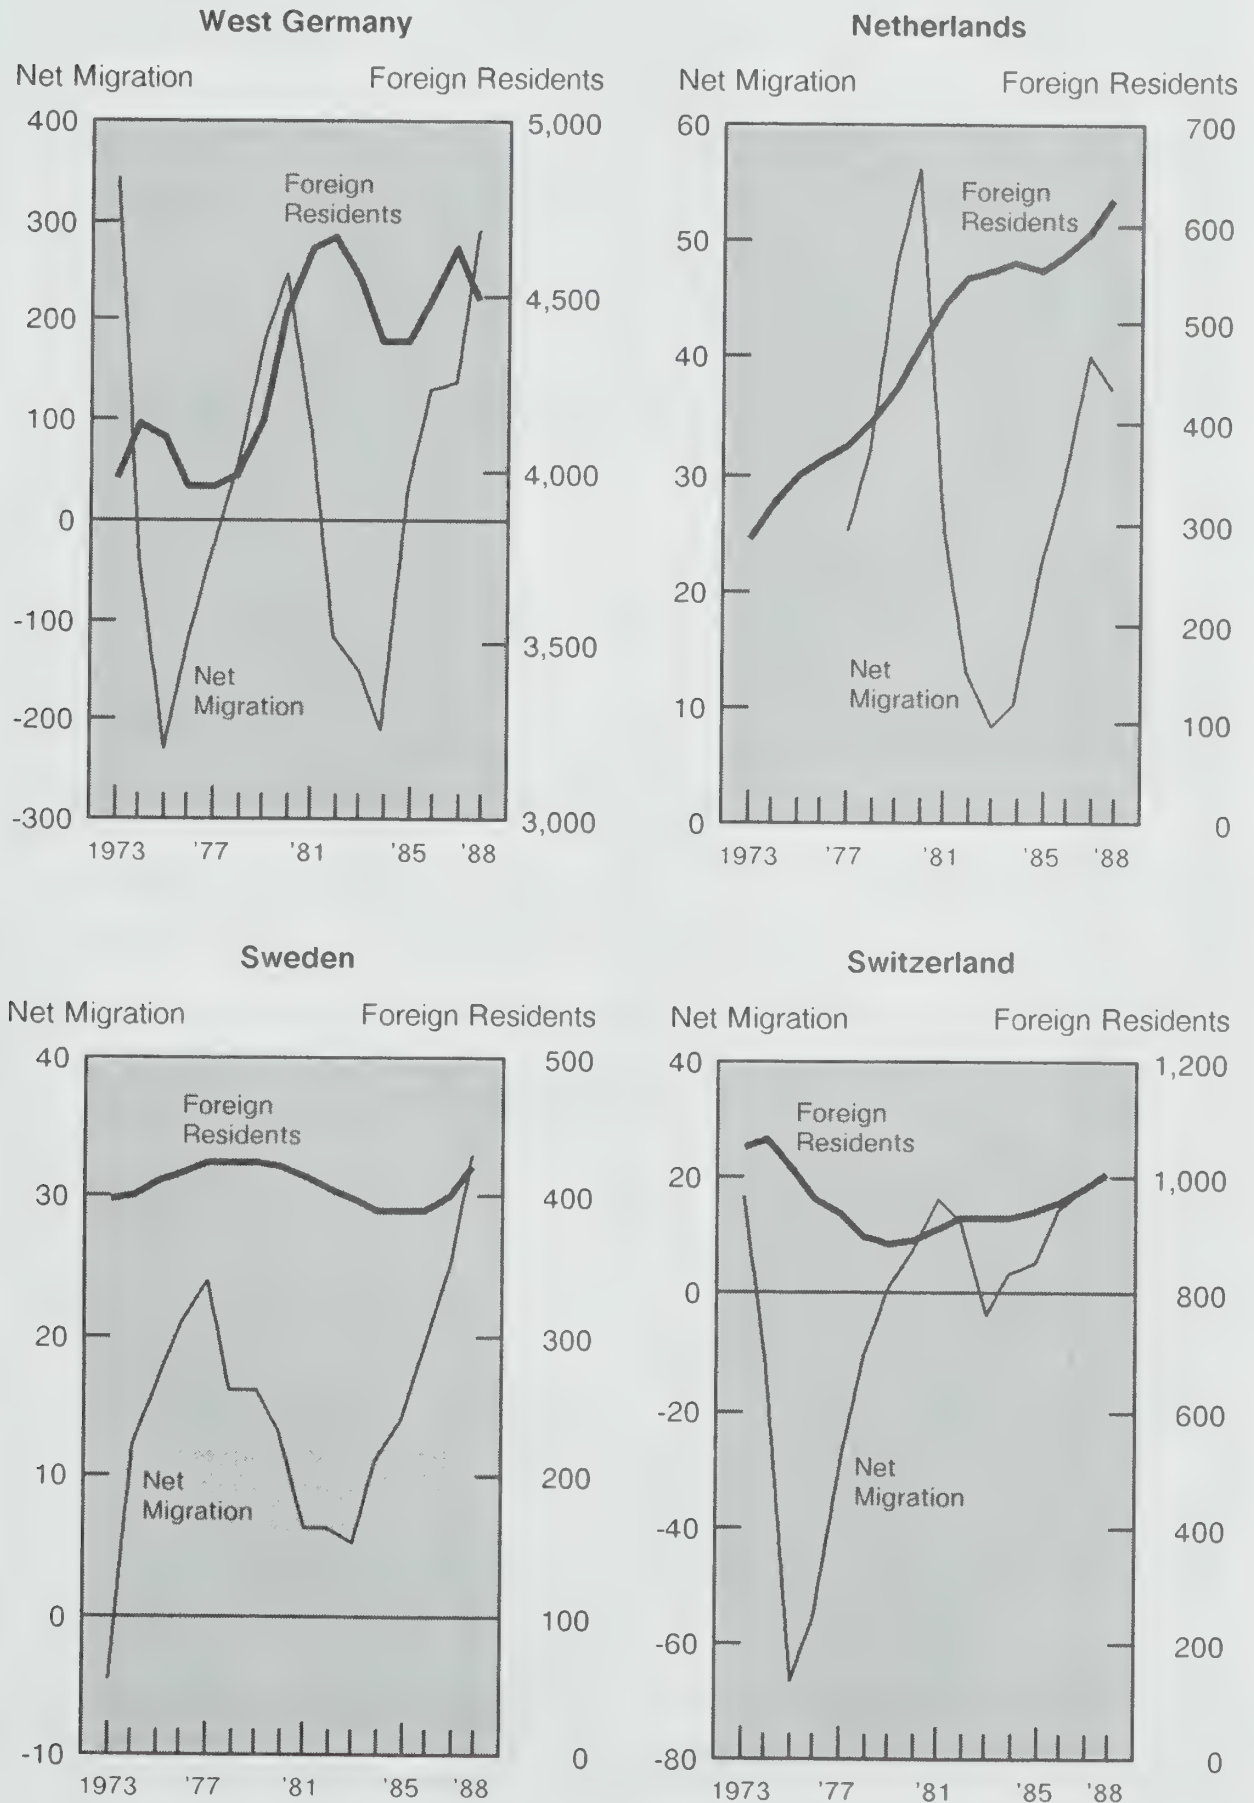 West Germany
Net Migration Foreign Residents
400 5,000
Foreign
Residents
300
4,500
200
100
4,000
0
-100
3,500
Net
Migration
-200
-300 3,000
1973 '77 '81 '85 '88
Netherlands
Net Migration Foreign Residents
60 700
Foreign
Residents
600
50
500
40
400
30
300
20
200
Net
Migration
10
100
0 0
1973 '77 '81 '85 '88
Sweden
Net Migration Foreign Residents
40 500
Foreign
Residents
30 400
20 300
10 200
Net
Migration
0 100
-10 0
1973 '77 '81 '85 '88
Switzerland
Net Migration Foreign Residents
40 1,200
Foreign
Residents
20 1,000
0 800
-20 600
Net
Migration
-40 400
-60 200
-80 0
1973 '77 '81 '85 '88